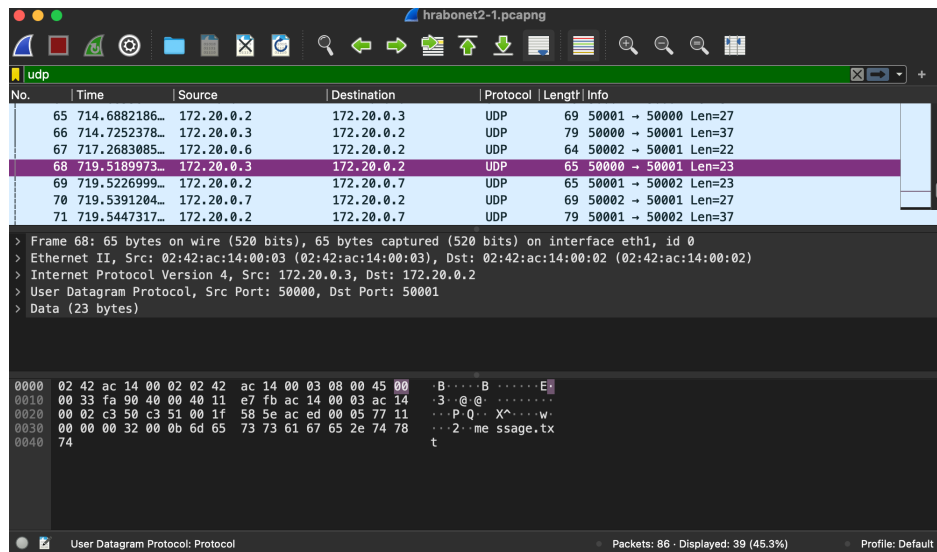 hrabonet2-1.pcapng
udp
No. Time Source Destination Protocol Length Info
65 714.6882186… 172.20.0.2 172.20.0.3 UDP 69 50001 → 50000 Len=27
66 714.7252378… 172.20.0.3 172.20.0.2 UDP 79 50000 → 50001 Len=37
67 717.2683085… 172.20.0.6 172.20.0.2 UDP 64 50002 → 50001 Len=22
68 719.5189973… 172.20.0.3 172.20.0.2 UDP 65 50000 → 50001 Len=23
69 719.5226999… 172.20.0.2 172.20.0.7 UDP 65 50001 → 50002 Len=23
70 719.5391204… 172.20.0.7 172.20.0.2 UDP 69 50002 → 50001 Len=27
71 719.5447317… 172.20.0.2 172.20.0.7 UDP 79 50001 → 50002 Len=37
> Frame 68: 65 bytes on wire (520 bits), 65 bytes captured (520 bits) on interface eth1, id 0
> Ethernet II, Src: 02:42:ac:14:00:03 (02:42:ac:14:00:03), Dst: 02:42:ac:14:00:02 (02:42:ac:14:00:02)
> Internet Protocol Version 4, Src: 172.20.0.3, Dst: 172.20.0.2
> User Datagram Protocol, Src Port: 50000, Dst Port: 50001
> Data (23 bytes)
0000 02 42 ac 14 00 02 02 42 ac 14 00 03 08 00 45 00 ·B·····B ······E·
0010 00 33 fa 90 40 00 40 11 e7 fb ac 14 00 03 ac 14 ·3··@·@· ········
0020 00 02 c3 50 c3 51 00 1f 58 5e ac ed 00 05 77 11 ···P·Q·· X^····w·
0030 00 00 00 32 00 0b 6d 65 73 73 61 67 65 2e 74 78 ···2··me ssage.tx
0040 74 t
User Datagram Protocol: Protocol Packets: 86 · Displayed: 39 (45.3%) Profile: Default